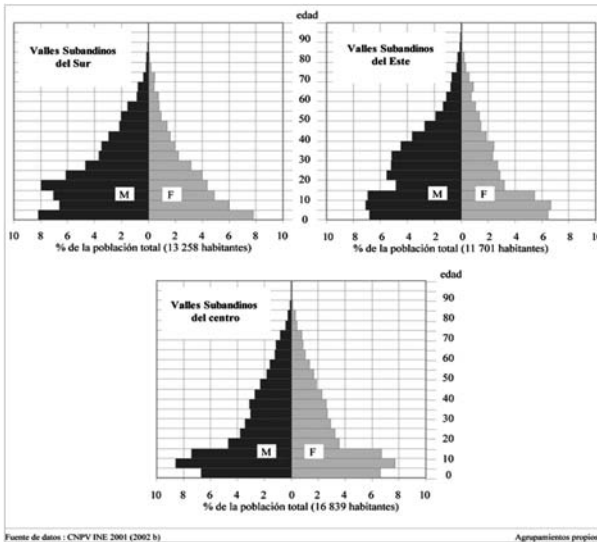 edad
Valles Subandinos
del Sur
90
80
70
60
50
40
30
20
10
0
M
F
10 8 6 4 2 0 2 4 6 8 10
% de la población total (13 258 habitantes)
Valles Subandinos
del Este
M
F
10 8 6 4 2 0 2 4 6 8 10
% de la población total (11 701 habitantes)
edad
Valles Subandinos
del centro
90
80
70
60
50
40
30
20
10
0
M
F
10 8 6 4 2 0 2 4 6 8 10
% de la población total (16 839 habitantes)
Fuente de datos : CNPV INE 2001 (2002 b)
Agrupamientos propios